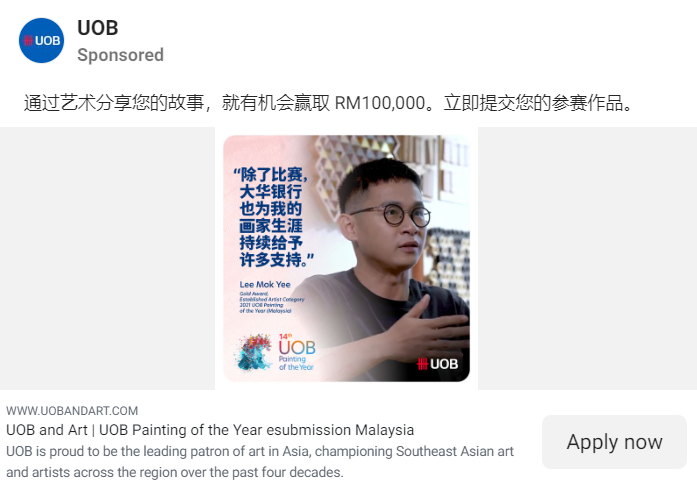 UOB
UOB
Sponsored
通过艺术分享您的故事，就有机会赢取 RM100,000。立即提交您的参赛作品。
“除了比赛，
大华银行
也为我的
画家生涯
持续给予
许多支持。”
Lee Mok Yee
Gold Award,
Established Artist Category
2021 UOB Painting
of the Year (Malaysia)
14th
UOB
Painting
of the Year
UOB
WWW.UOBANDART.COM
UOB and Art | UOB Painting of the Year esubmission Malaysia
UOB is proud to be the leading patron of art in Asia, championing Southeast Asian art
and artists across the region over the past four decades.
Apply now